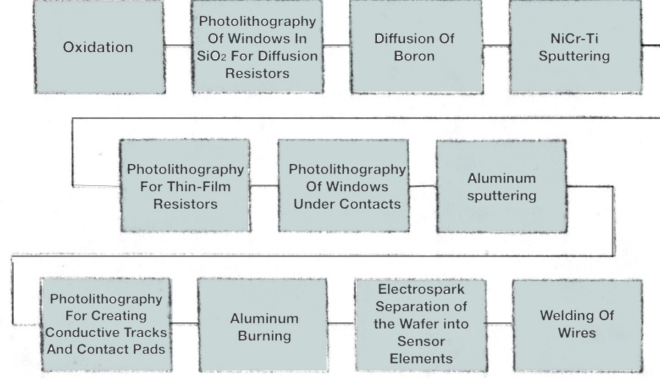 Oxidation
Photolithography
Of Windows In
SiO2 For Diffusion
Resistors
Diffusion Of
Boron
NiCr-Ti
Sputtering
Photolithography
For Thin-Film
Resistors
Photolithography
Of Windows
Under Contacts
Aluminum
sputtering
Photolithography
For Creating
Conductive Tracks
And Contact Pads
Aluminum
Burning
Electrospark
Separation of
the Wafer into
Sensor
Elements
Welding Of
Wires